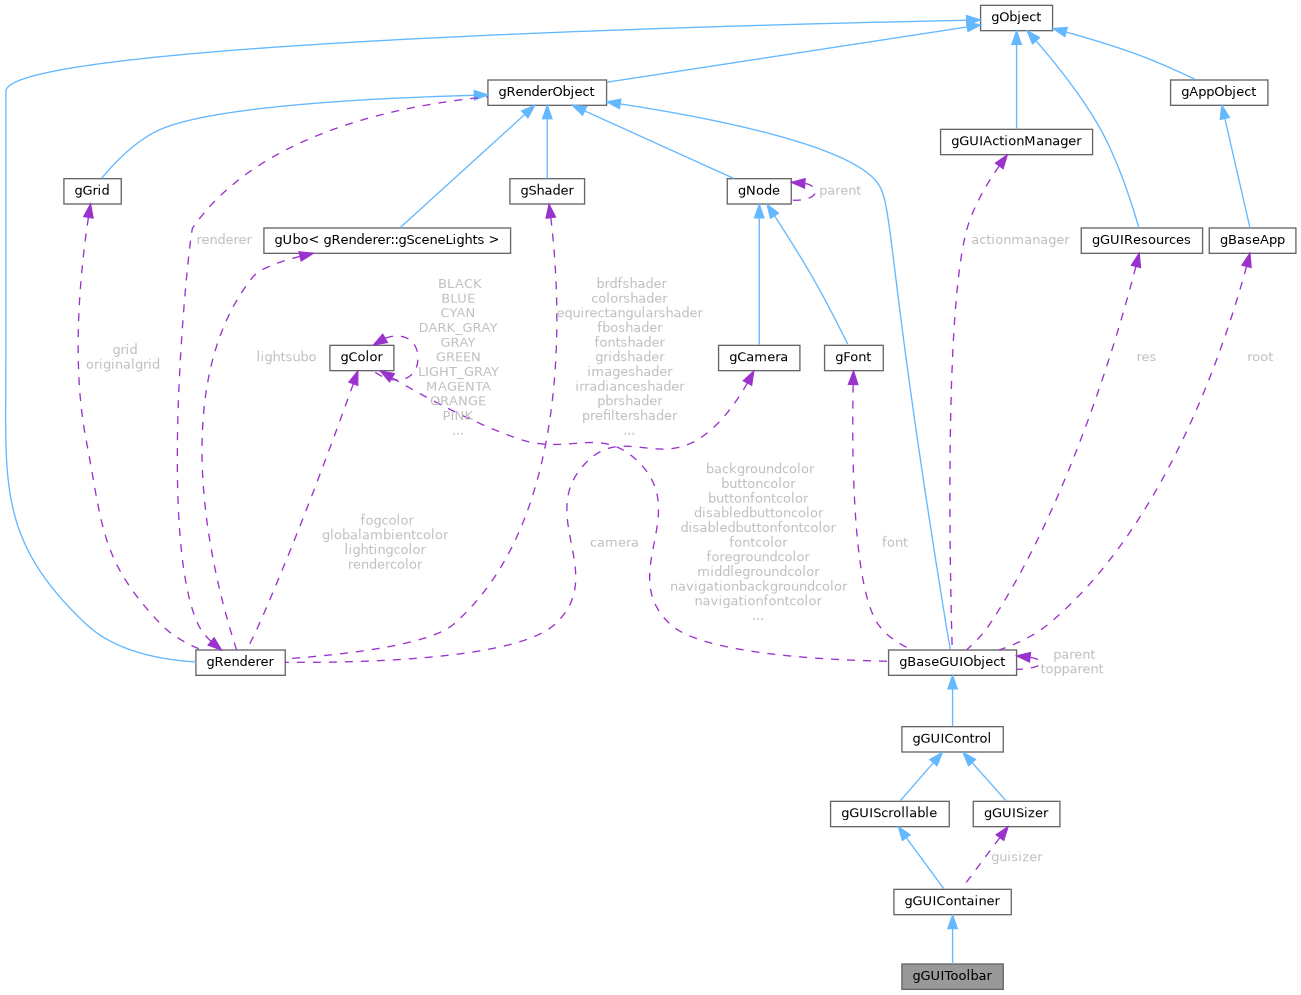 gObject
gRenderObject
gAppObject
gGUIActionManager
gGrid
gShader
gNode
parent
renderer
gUbo< gRenderer::gSceneLights >
actionmanager
gGUIResources
gBaseApp
BLACK
BLUE
CYAN
DARK_GRAY
GRAY
GREEN
LIGHT_GRAY
MAGENTA
ORANGE
PINK
...
brdfshader
colorshader
equirectangularshader
fboshader
fontshader
gridshader
imageshader
irradianceshader
pbrshader
prefiltershader
...
grid
originalgrid
lightsubo
gColor
gCamera
gFont
res
root
fogcolor
globalambientcolor
lightingcolor
rendercolor
camera
backgroundcolor
buttoncolor
buttonfontcolor
disabledbuttoncolor
disabledbuttonfontcolor
fontcolor
foregroundcolor
middlegroundcolor
navigationbackgroundcolor
navigationfontcolor
...
font
gRenderer
gBaseGUIObject
parent
topparent
gGUIControl
gGUIScrollable
gGUISizer
guisizer
gGUIContainer
gGUIToolbar